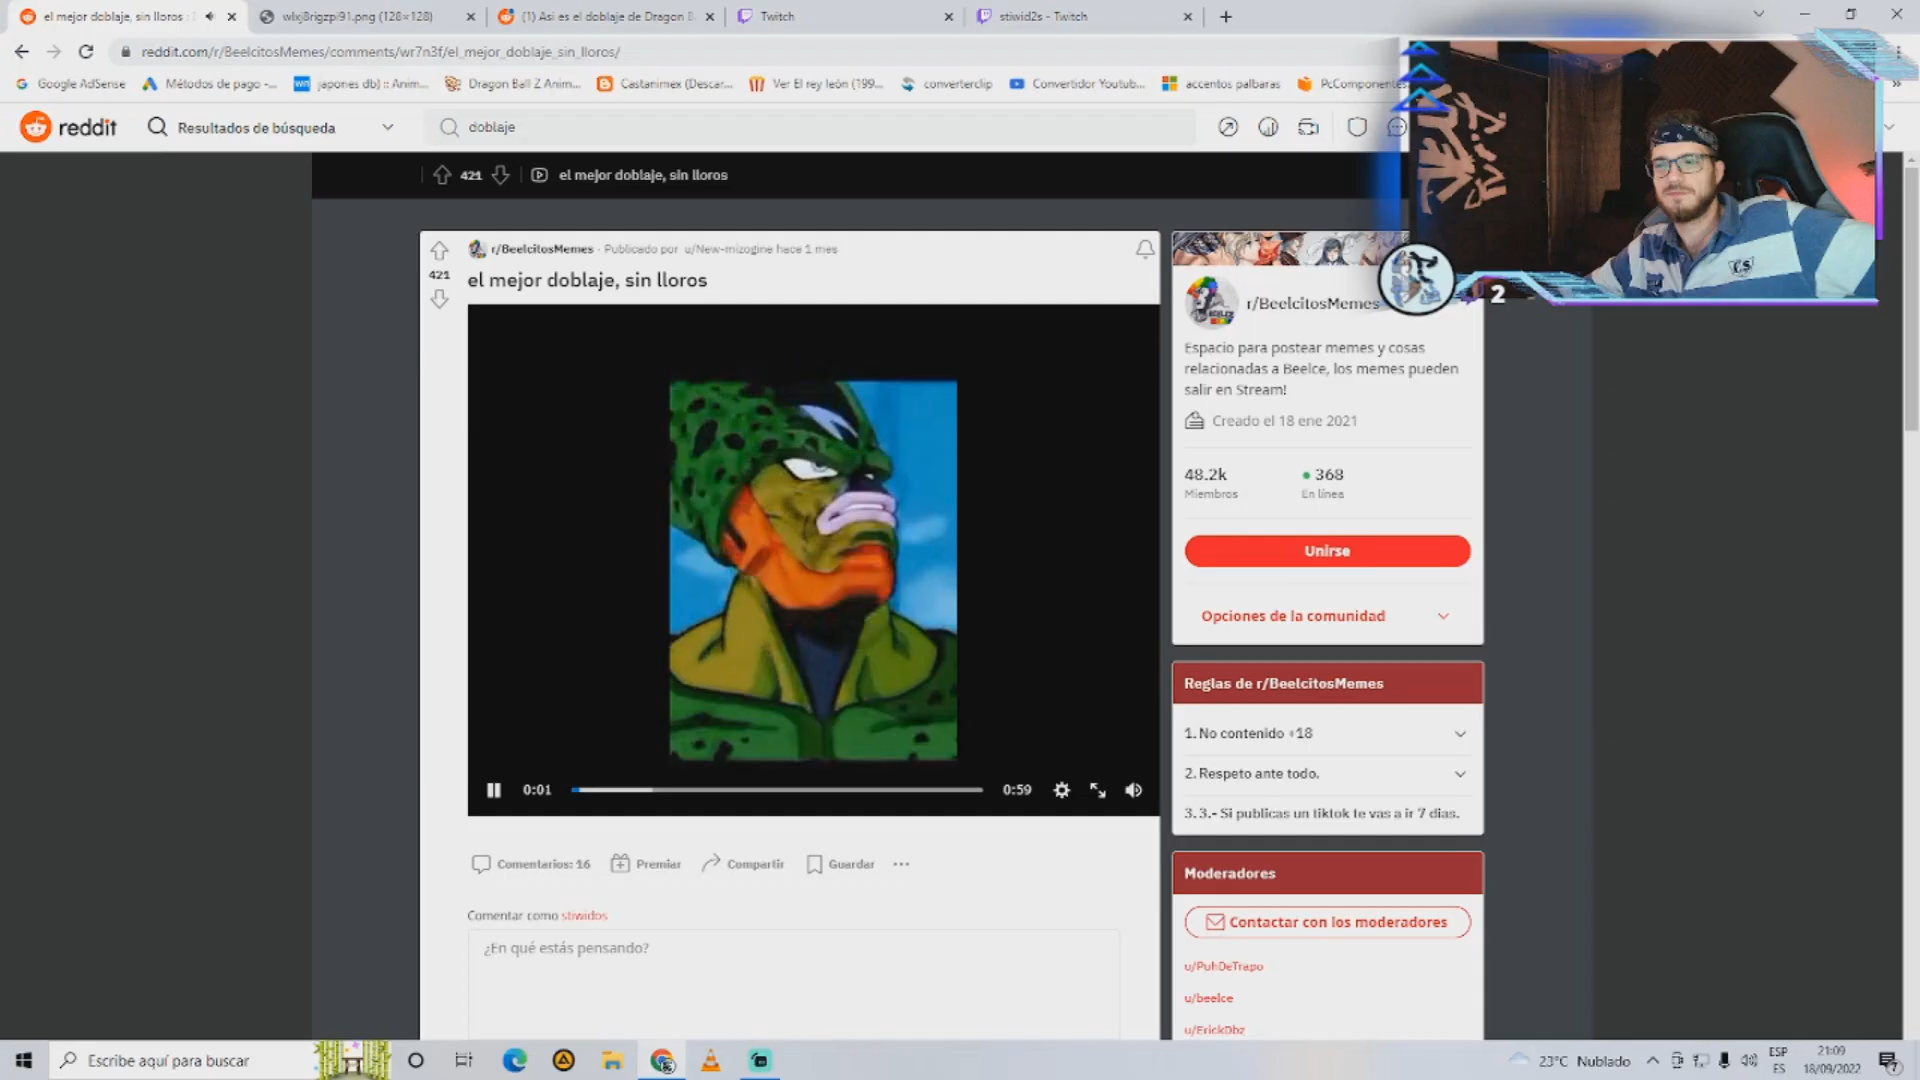 el mejor doblaje, sin lloros :
wlxj8rigzpi91.png (128×128)
(1) Asi es el doblaje de Dragon B
Twitch
stiwid2s - Twitch
reddit.com/r/BeelcitosMemes/comments/wr7n3f/el_mejor_doblaje_sin_lloros/
Google AdSense
Métodos de pago -...
japones db) :: Anim...
Dragon Ball Z Anim...
Castanimex (Descar...
Ver El rey león (199...
converterclip
Convertidor Youtub...
accentos palbaras
PcComponentes
reddit
Resultados de búsqueda
doblaje
421
el mejor doblaje, sin lloros
r/BeelcitosMemes · Publicado por u/New-mizogine hace 1 mes
421
el mejor doblaje, sin lloros
0:01
0:59
Comentarios: 16
Premiar
Compartir
Guardar
Comentar como stiwidos
¿En qué estás pensando?
2
r/BeelcitosMemes
Espacio para postear memes y cosas
relacionadas a Beelce, los memes pueden
salir en Stream!
Creado el 18 ene 2021
48.2k
368
Miembros
En línea
Unirse
Opciones de la comunidad
Reglas de r/BeelcitosMemes
1. No contenido +18
2. Respeto ante todo.
3. 3.- Si publicas un tiktok te vas a ir 7 dias.
Moderadores
Contactar con los moderadores
u/PuhDeTrapo
u/beelce
u/ErickDbz
Escribe aquí para buscar
23°C Nublado
ESP
ES
21:09
18/09/2022